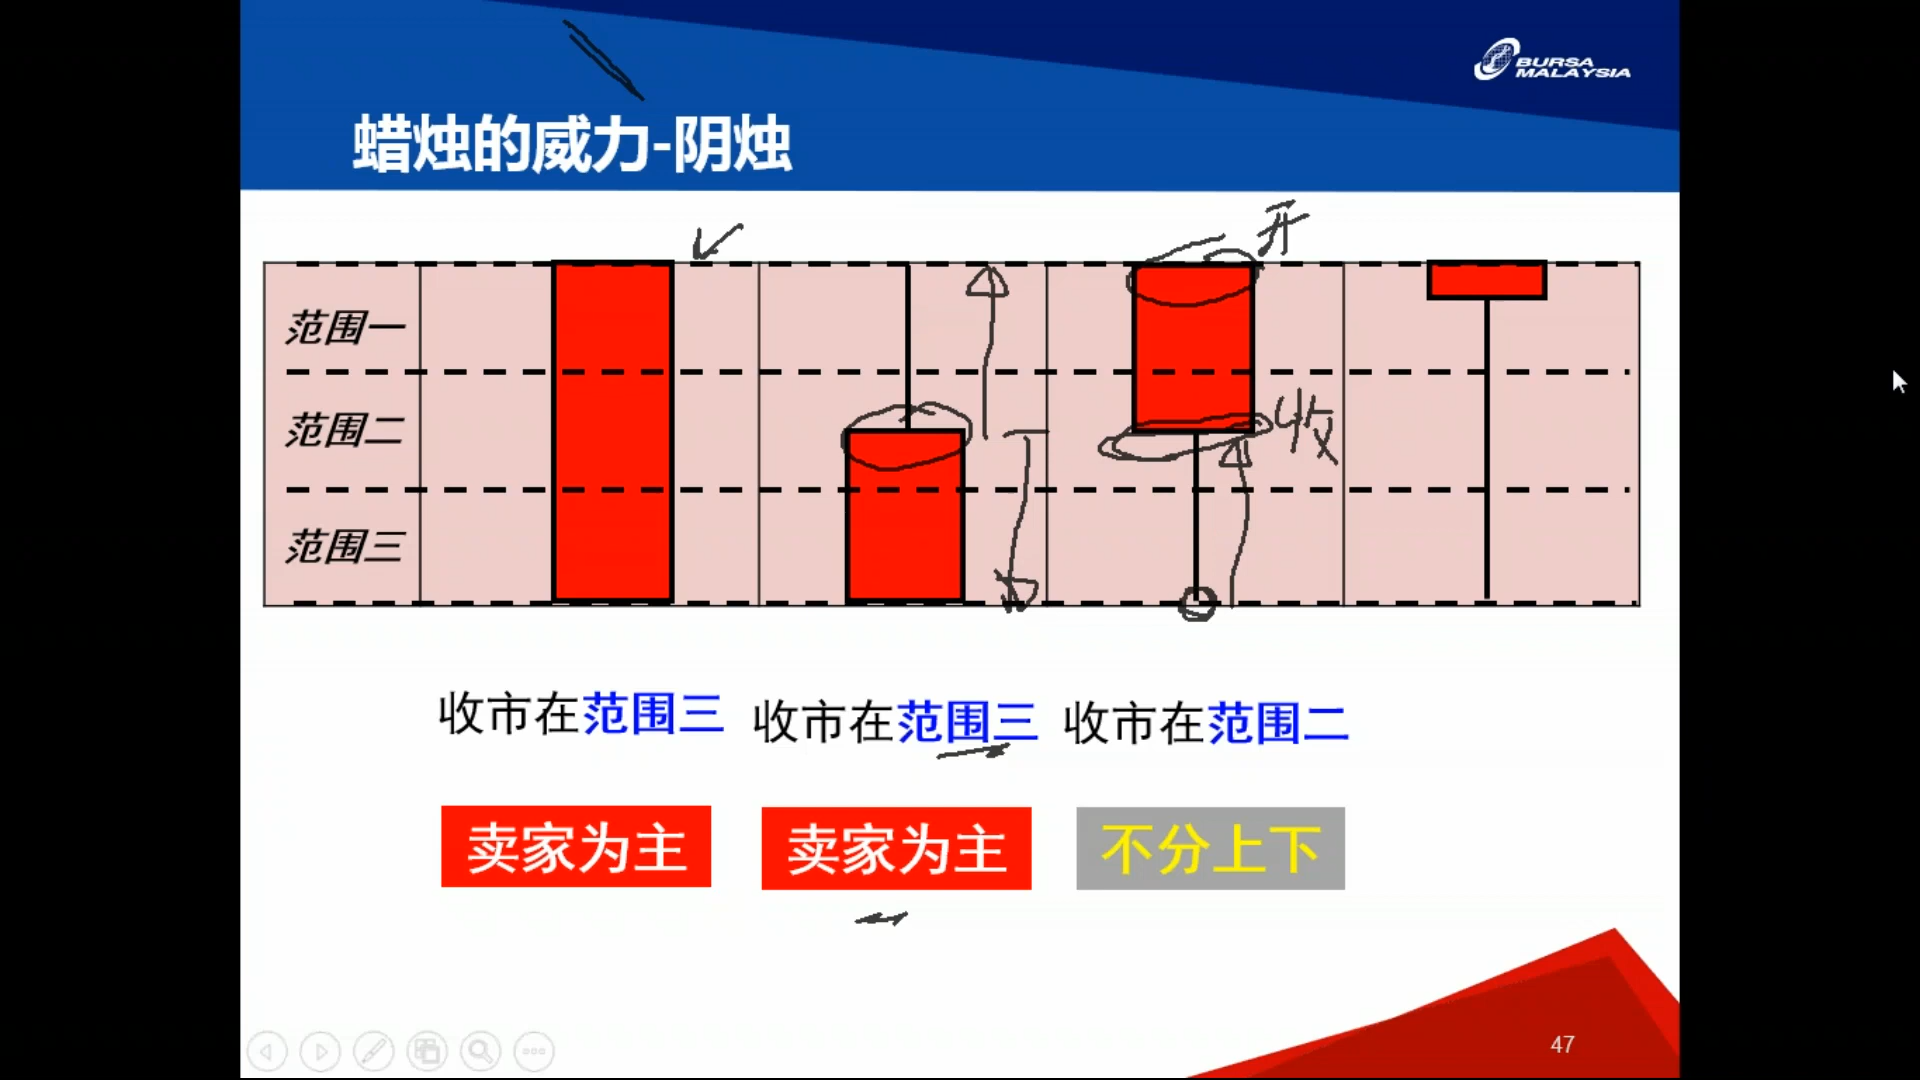 BURSA
MALAYSIA
蜡烛的威力-阴烛
开
范围一
范围二
收
范围三
收市在范围三 收市在范围三 收市在范围二
卖家为主 卖家为主 不分上下
47